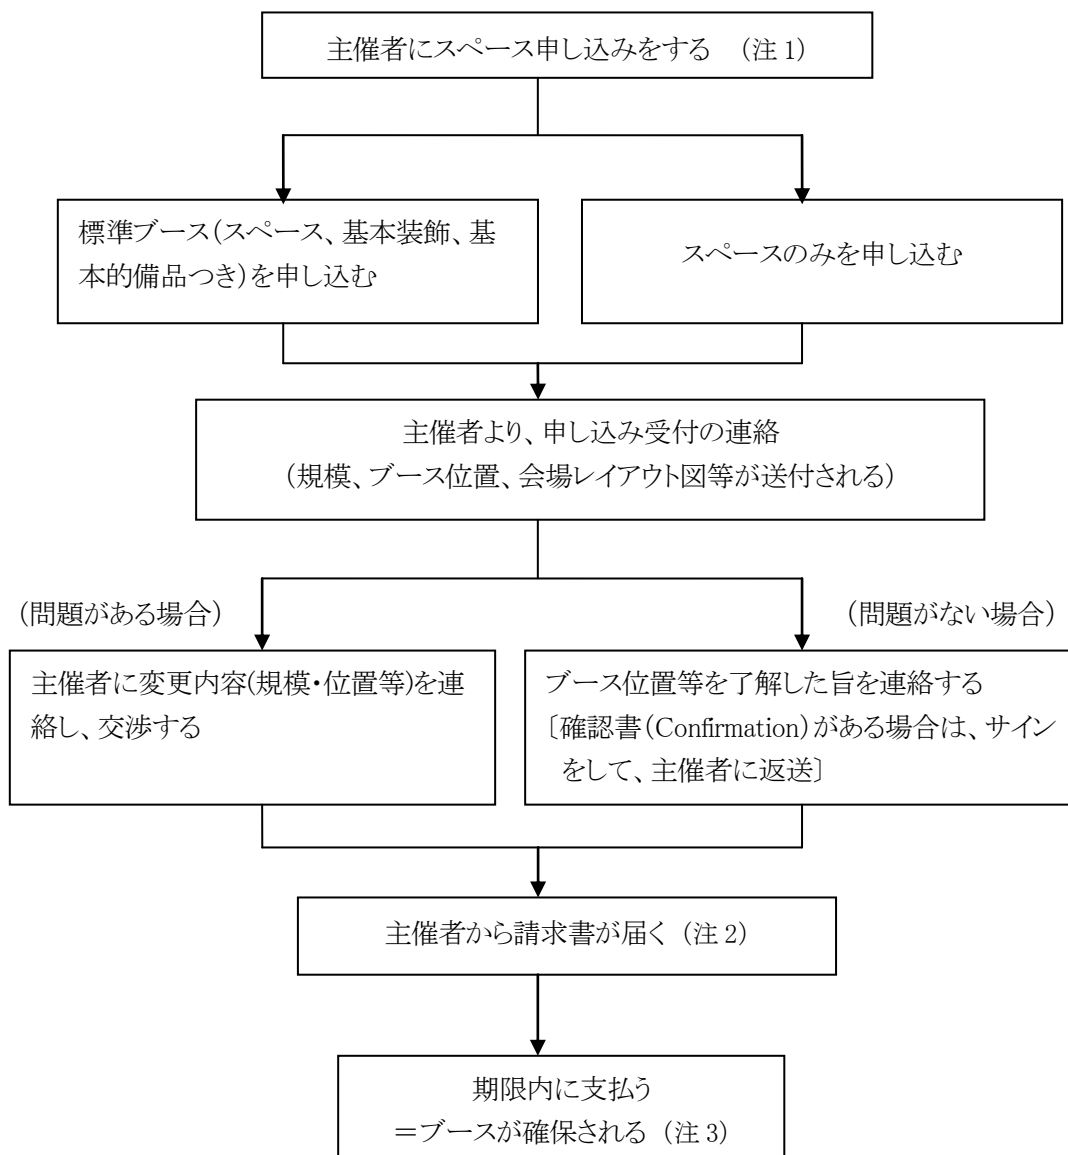 主催者にスペース申し込みをする （注 1）
標準ブース（スペース、基本装飾、基
本的備品つき）を申し込む
スペースのみを申し込む
主催者より、申し込み受付の連絡
（規模、ブース位置、会場レイアウト図等が送付される）
（問題がある場合）
（問題がない場合）
主催者に変更内容(規模・位置等)を連
絡し、交渉する
ブース位置等を了解した旨を連絡する
〔確認書（Confirmation）がある場合は、サイン
をして、主催者に返送〕
主催者から請求書が届く （注 2）
期限内に支払う
＝ブースが確保される （注 3）